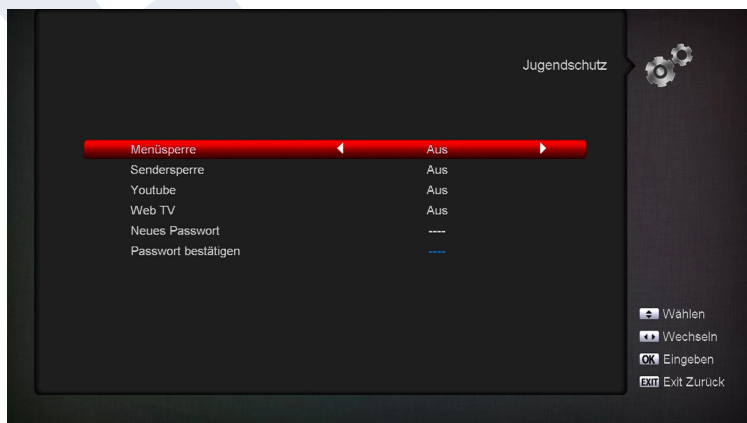 Jugendschutz
Menüsperre Aus
Sendersperre Aus
Youtube Aus
Web TV Aus
Neues Passwort ----
Passwort bestätigen ----
Wählen
Wechseln
OK Eingeben
EXIT Exit Zurück